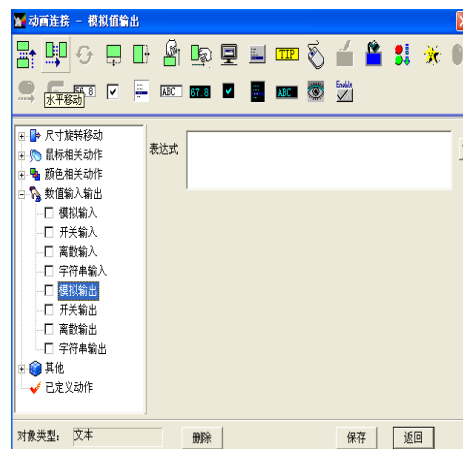 动画连接 - 模拟值输出
TIP
ABC
67.8
ABC
Enable
水平移动
尺寸旋转移动
鼠标相关动作
颜色相关动作
数值输入输出
模拟输入
开关输入
离散输入
字符串输入
模拟输出
开关输出
离散输出
字符串输出
其他
已定义动作
表达式
对象类型: 文本
删除
保存
返回